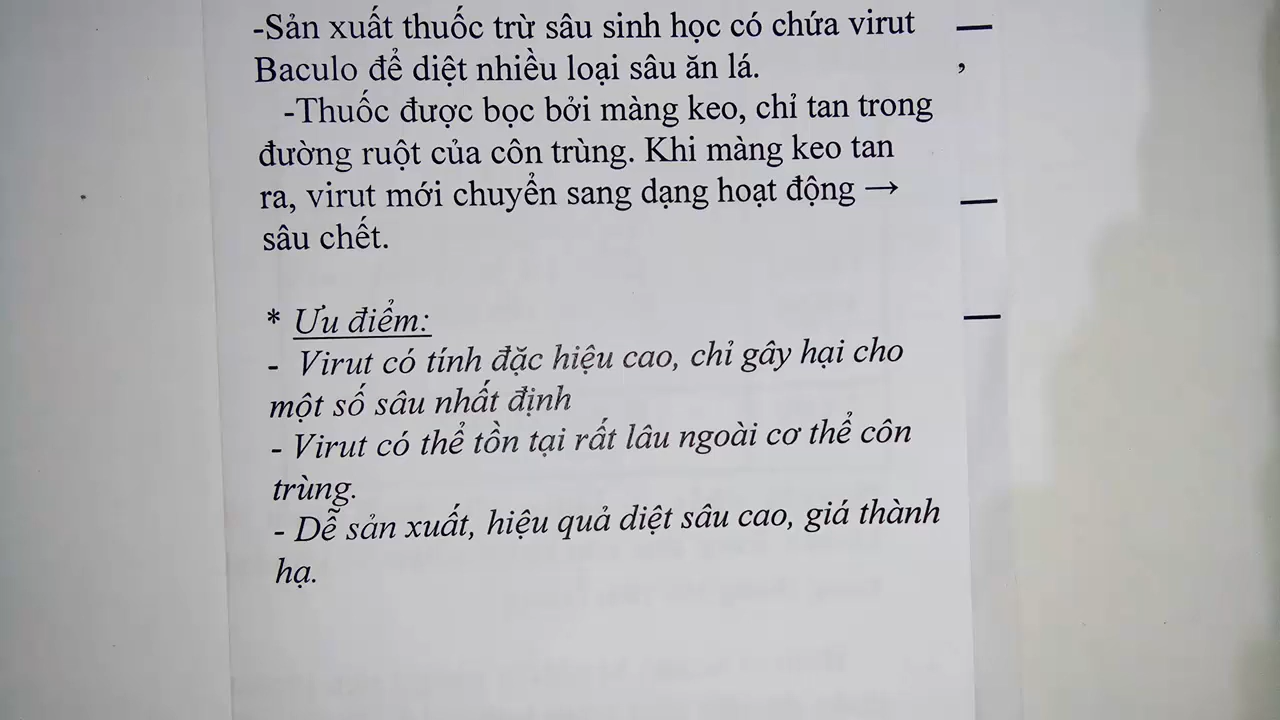 -Sản xuất thuốc trừ sâu sinh học có chứa virut
Baculo để diệt nhiều loại sâu ăn lá.
-Thuốc được bọc bởi màng keo, chỉ tan trong
đường ruột của côn trùng. Khi màng keo tan
ra, virut mới chuyển sang dạng hoạt động →
sâu chết.
* Ưu điểm:
- Virut có tính đặc hiệu cao, chỉ gây hại cho
một số sâu nhất định
- Virut có thể tồn tại rất lâu ngoài cơ thể côn
trùng.
- Dễ sản xuất, hiệu quả diệt sâu cao, giá thành
hạ.